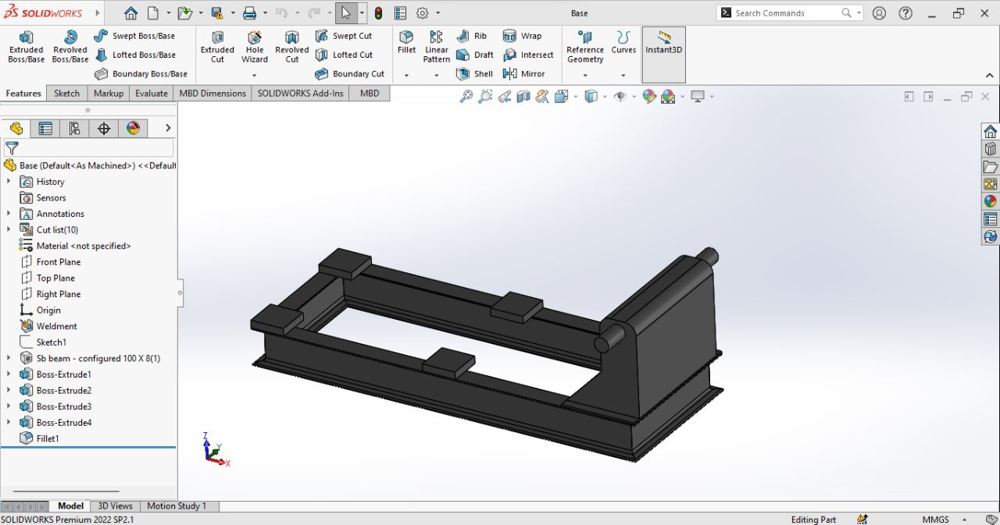 SOLIDWORKS
Base
Search Commands
Extruded Boss/Base
Revolved Boss/Base
Swept Boss/Base
Lofted Boss/Base
Boundary Boss/Base
Extruded Cut
Hole Wizard
Revolved Cut
Swept Cut
Lofted Cut
Boundary Cut
Fillet
Linear Pattern
Rib
Draft
Shell
Wrap
Intersect
Mirror
Reference Geometry
Curves
Instant3D
Features
Sketch
Markup
Evaluate
MBD Dimensions
SOLIDWORKS Add-Ins
MBD
Base (Default<As Machined>) <<Default
History
Sensors
Annotations
Cut list(10)
Material <not specified>
Front Plane
Top Plane
Right Plane
Origin
Weldment
Sketch1
Sb beam - configured 100 X 8(1)
Boss-Extrude1
Boss-Extrude2
Boss-Extrude3
Boss-Extrude4
Fillet1
Z
Y
X
Model
3D Views
Motion Study 1
SOLIDWORKS Premium 2022 SP2.1
Editing Part
MMGS